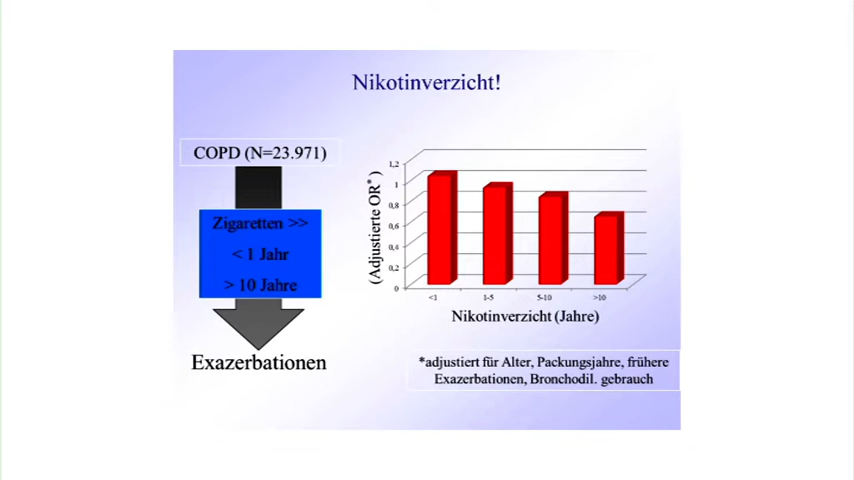 Nikotinverzicht!
COPD (N=23.971)
Zigaretten >>
< 1 Jahr
> 10 Jahre
Exazerbationen
(Adjustierte OR*)
1,2
1
0,8
0,6
0,4
0,2
0
<1
1-5
5-10
>10
Nikotinverzicht (Jahre)
*adjustiert für Alter, Packungsjahre, frühere
Exazerbationen, Bronchodil. gebrauch